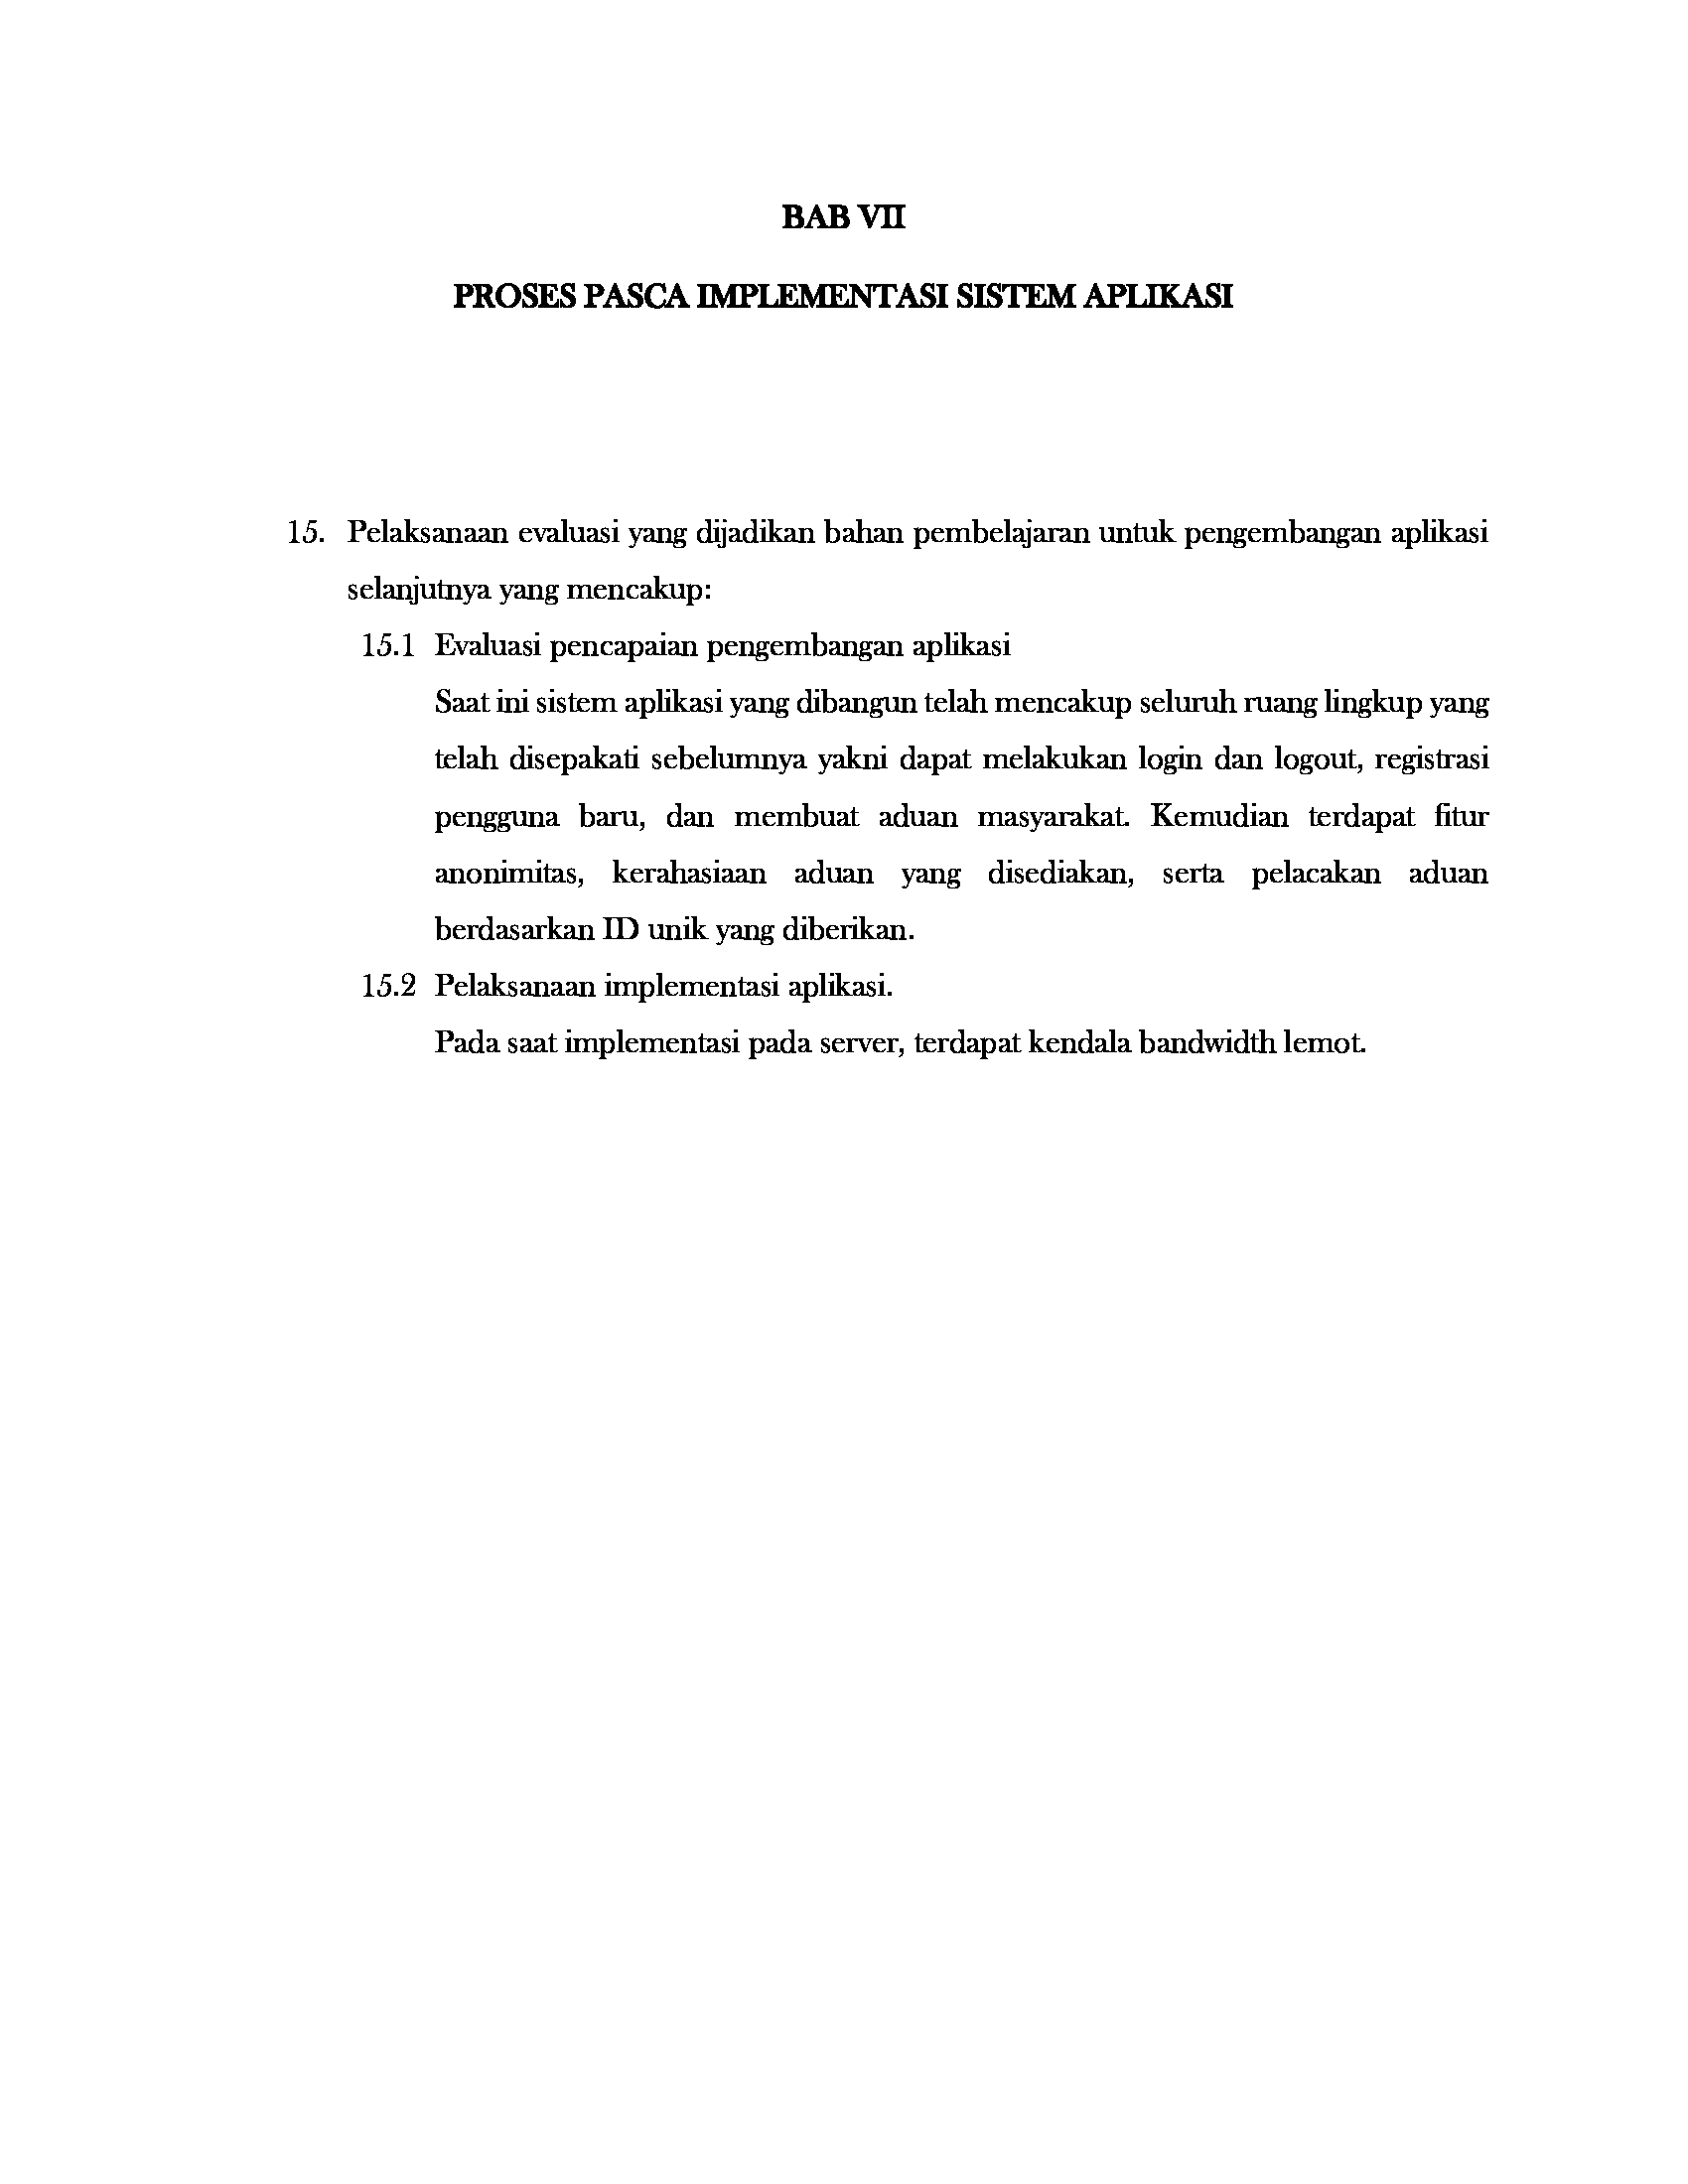 BAB VII
PROSES PASCA IMPLEMENTASI SISTEM APLIKASI
15. Pelaksanaan evaluasi yang dijadikan bahan pembelajaran untuk pengembangan aplikasi
selanjutnya yang mencakup:
15.1 Evaluasi pencapaian pengembangan aplikasi
Saat ini sistem aplikasi yang dibangun telah mencakup seluruh ruang lingkup yang
telah disepakati sebelumnya yakni dapat melakukan login dan logout, registrasi
pengguna baru, dan membuat aduan masyarakat. Kemudian terdapat fitur
anonimitas, kerahasiaan aduan yang disediakan, serta pelacakan aduan
berdasarkan ID unik yang diberikan.
15.2 Pelaksanaan implementasi aplikasi.
Pada saat implementasi pada server, terdapat kendala bandwidth lemot.